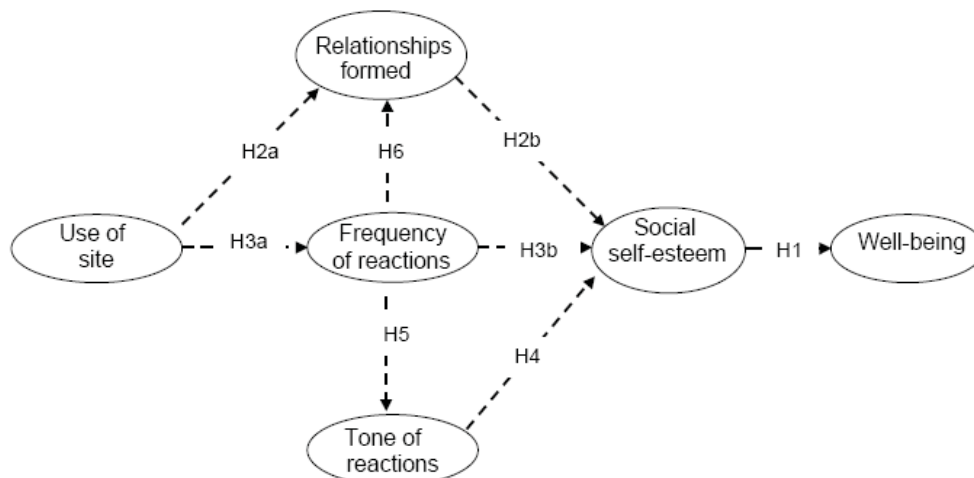 Relationships
formed
H2a
H6
H2b
Use of
site
H3a
Frequency
of reactions
H3b
Social
self-esteem
H1
Well-being
H5
H4
Tone of
reactions